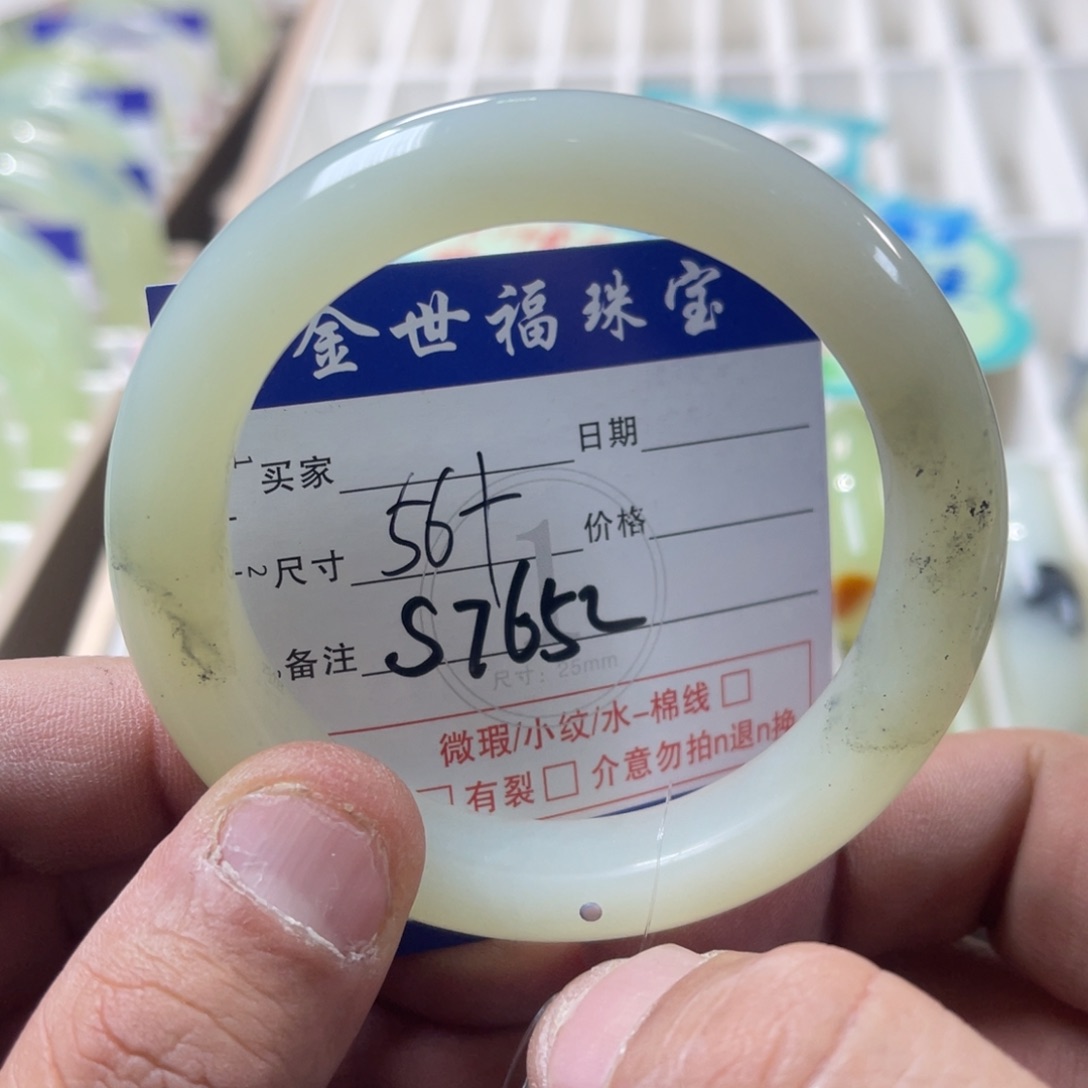 金世福珠宝
买家 日期
尺寸 56+ 价格
备注 S7652
尺寸：25mm
微瑕/小纹/水-棉线 □
有裂 □ 介意勿拍n退n换